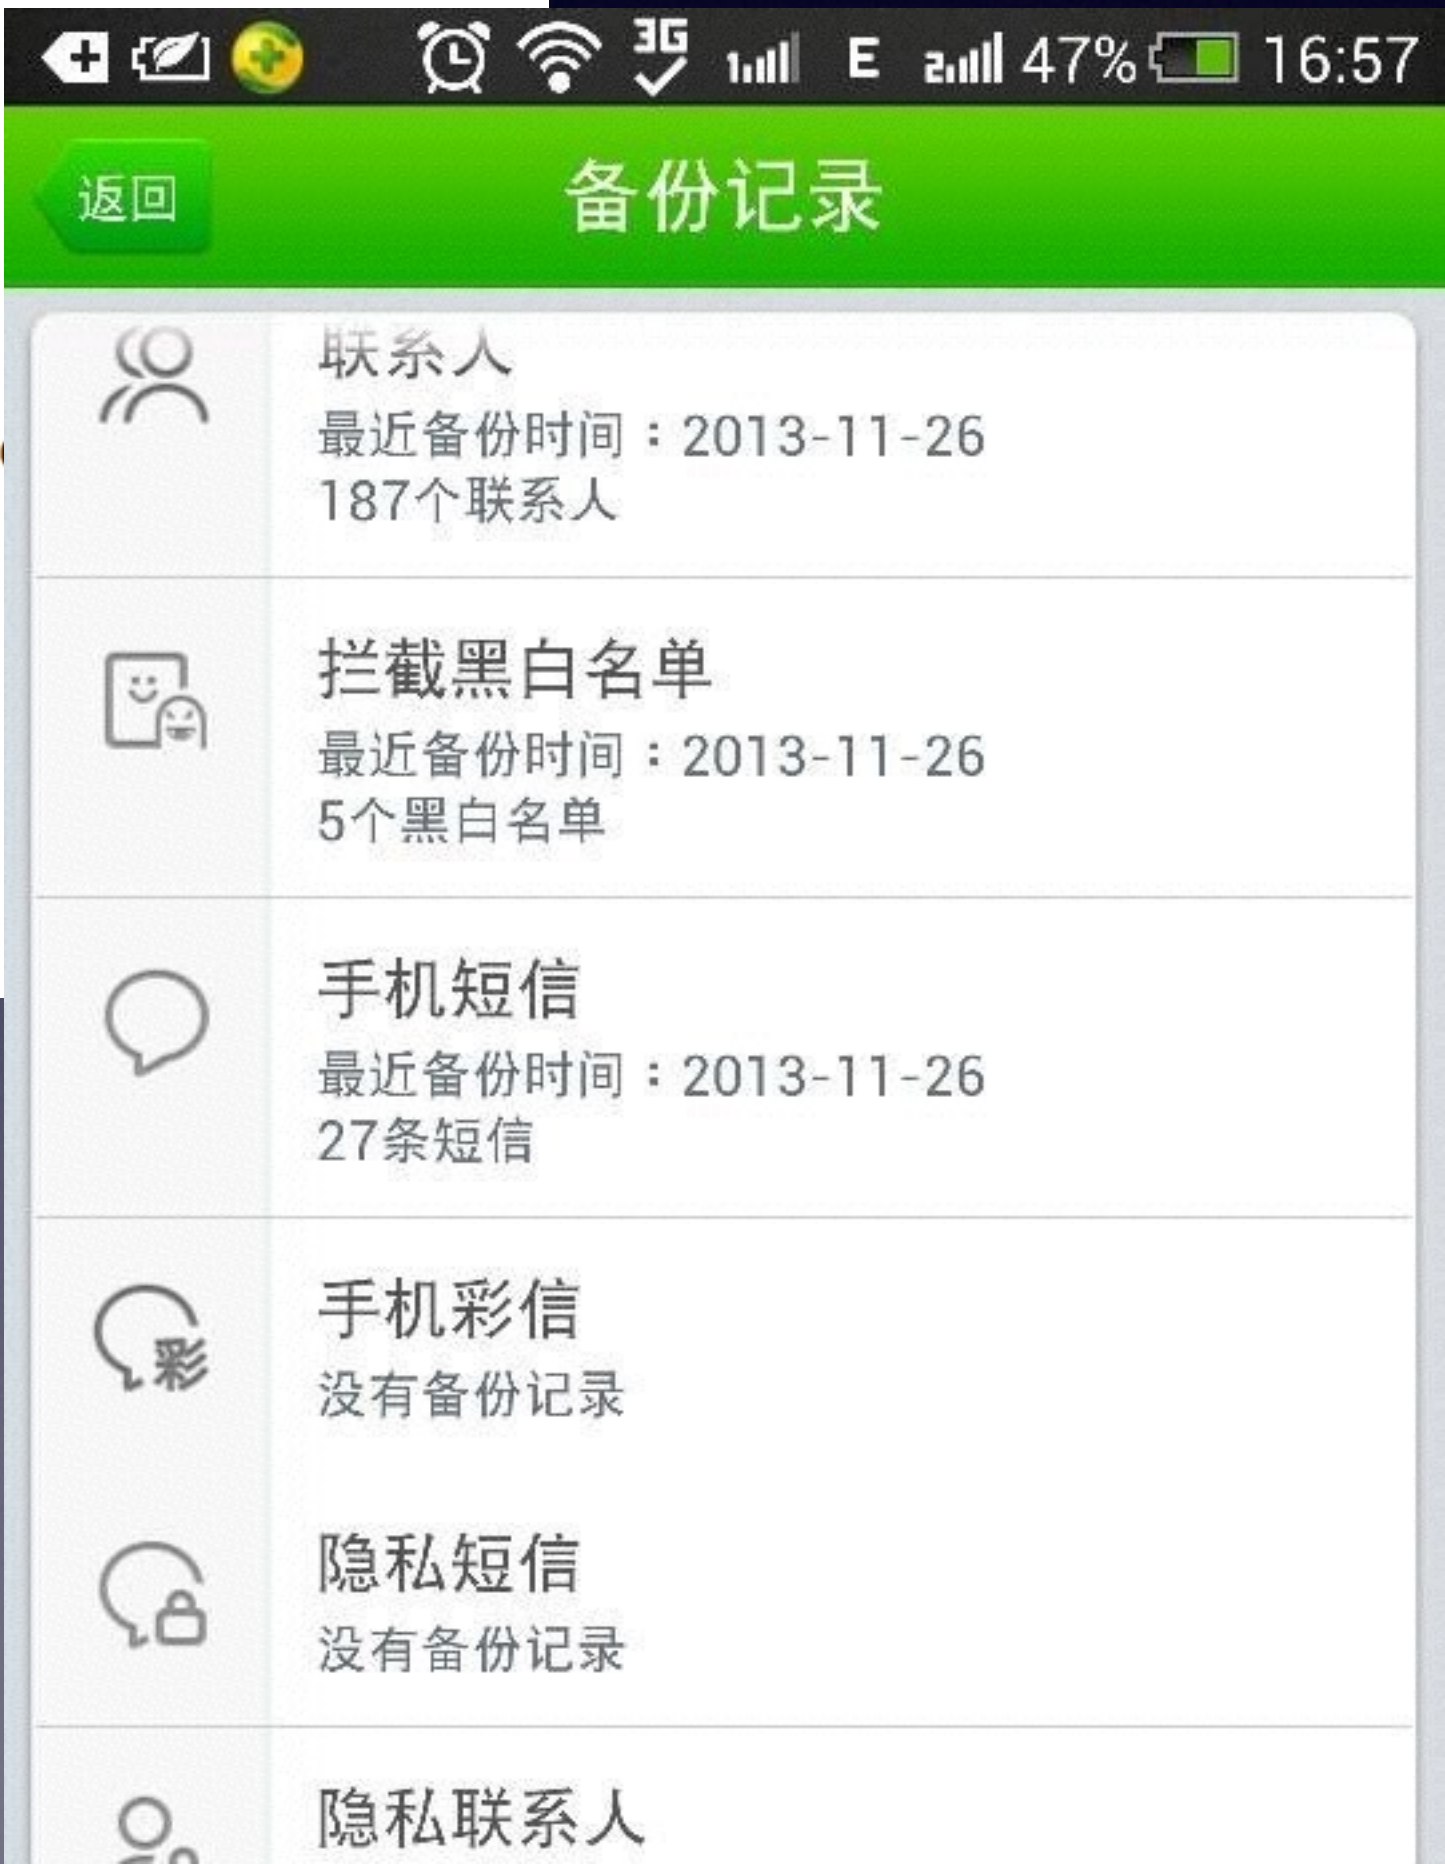 3G
1
E
2
47%
16:57
返回
备份记录
联系人
最近备份时间：2013-11-26
187个联系人
拦截黑白名单
最近备份时间：2013-11-26
5个黑白名单
手机短信
最近备份时间：2013-11-26
27条短信
手机彩信
彩
没有备份记录
隐私短信
没有备份记录
隐私联系人